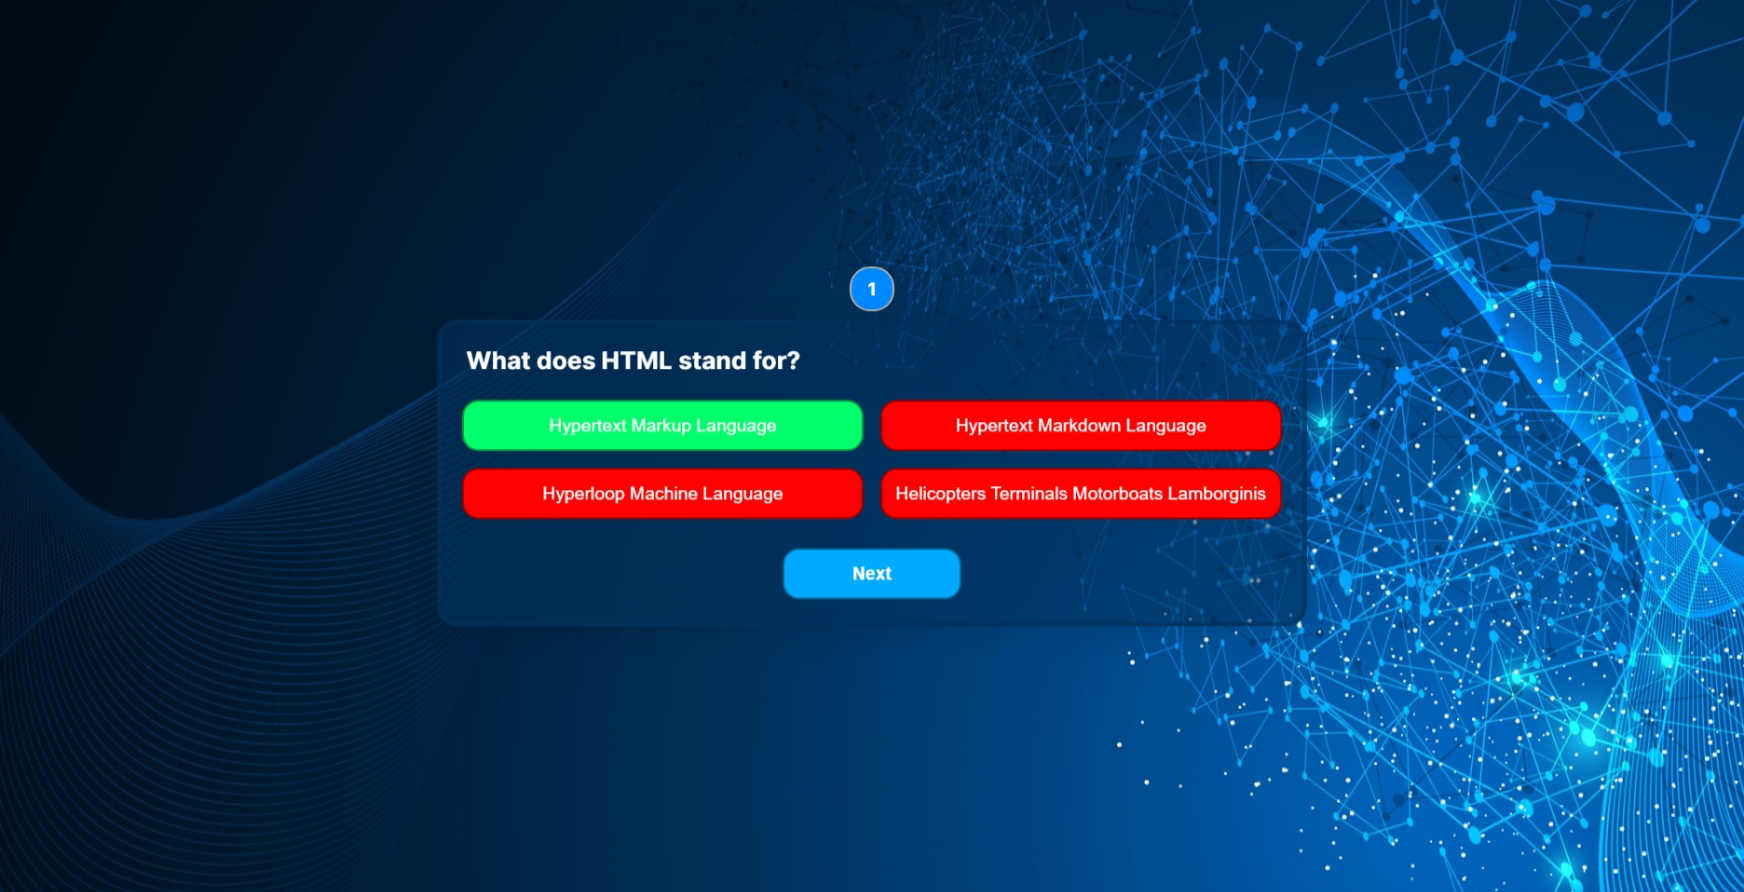 1
What does HTML stand for?
Hypertext Markup Language
Hypertext Markdown Language
Hyperloop Machine Language
Helicopters Terminals Motorboats Lamborginis
Next